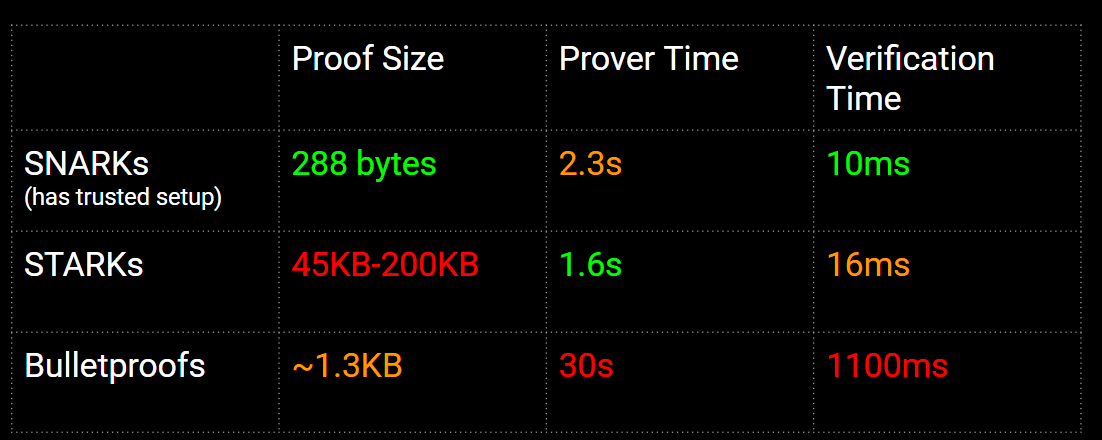 Proof Size Prover Time Verification
Time
SNARKs 288 bytes 2.3s 10ms
(has trusted setup)
STARKs 45KB-200KB 1.6s 16ms
Bulletproofs ~1.3KB 30s 1100ms